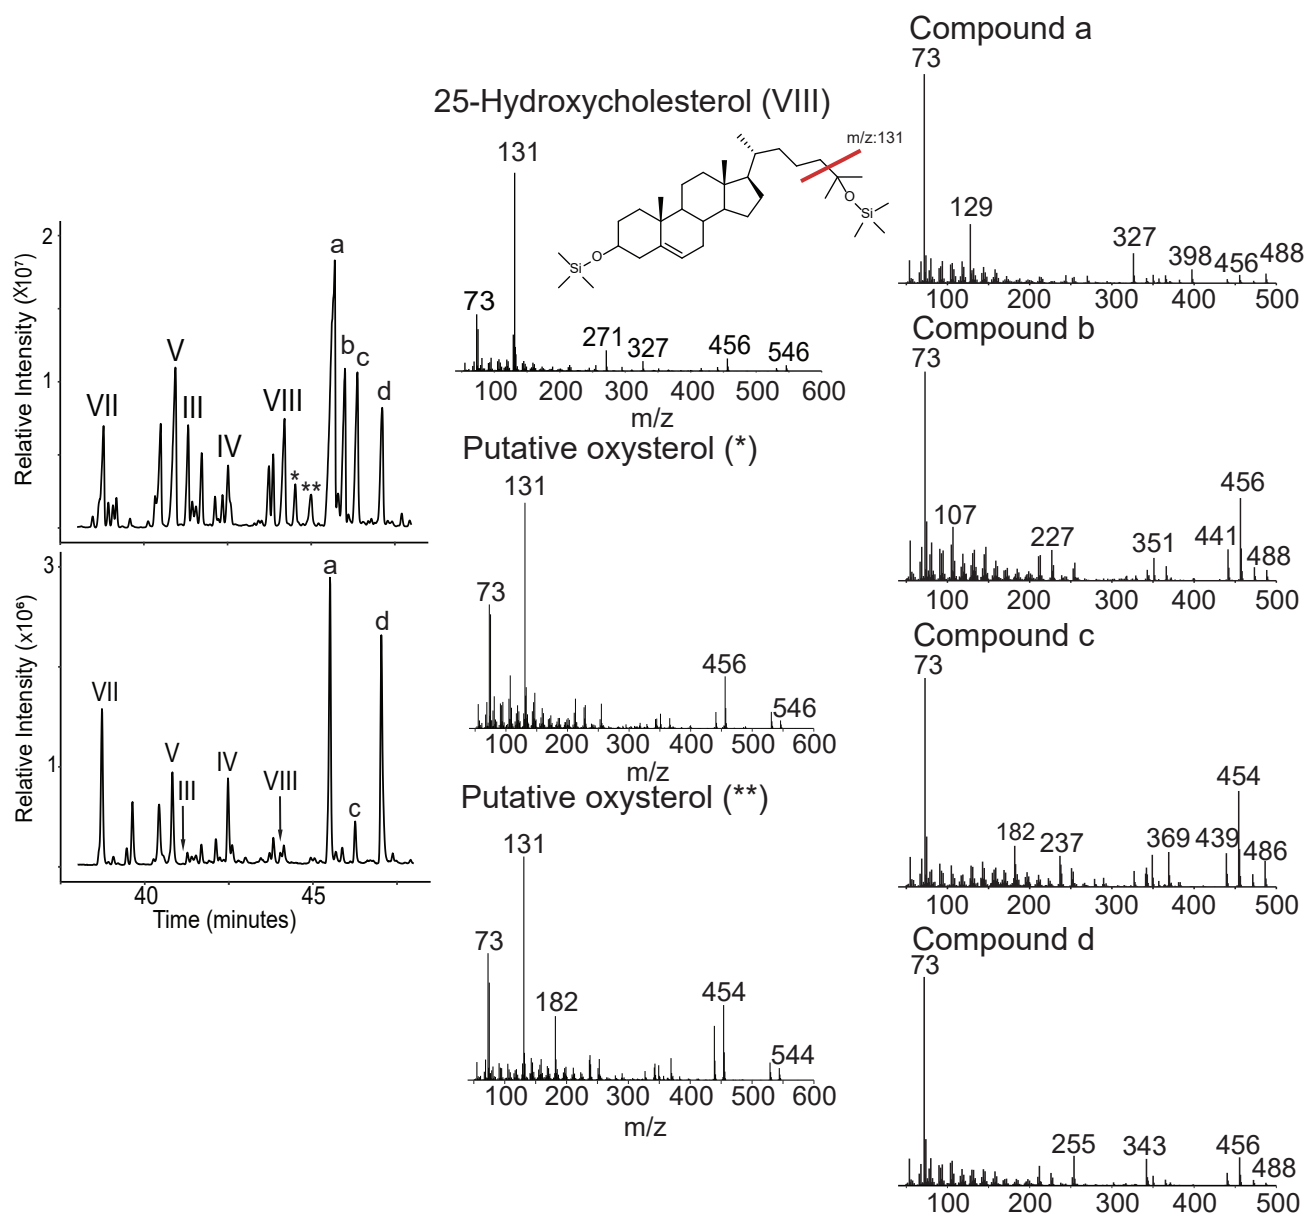 Relative Intensity (X10⁷)
2
1
VII
V
III
IV
VIII
*
**
a
b
c
d
Relative Intensity (x10⁶)
3
1
VII
V
III
IV
VIII
a
c
d
40 45
Time (minutes)
25-Hydroxycholesterol (VIII)
m/z:131
O
Si
Si
O
131
73
271
327
456
546
100 200 300 400 500 600
m/z
Putative oxysterol (*)
131
73
456
546
100 200 300 400 500 600
m/z
Putative oxysterol (**)
131
73
182
454
544
100 200 300 400 500 600
m/z
Compound a
73
129
327
398
456
488
100 200 300 400 500
Compound b
73
107
227
351
441
456
488
100 200 300 400 500
Compound c
73
182
237
369
439
454
486
100 200 300 400 500
Compound d
73
255
343
456
488
100 200 300 400 500